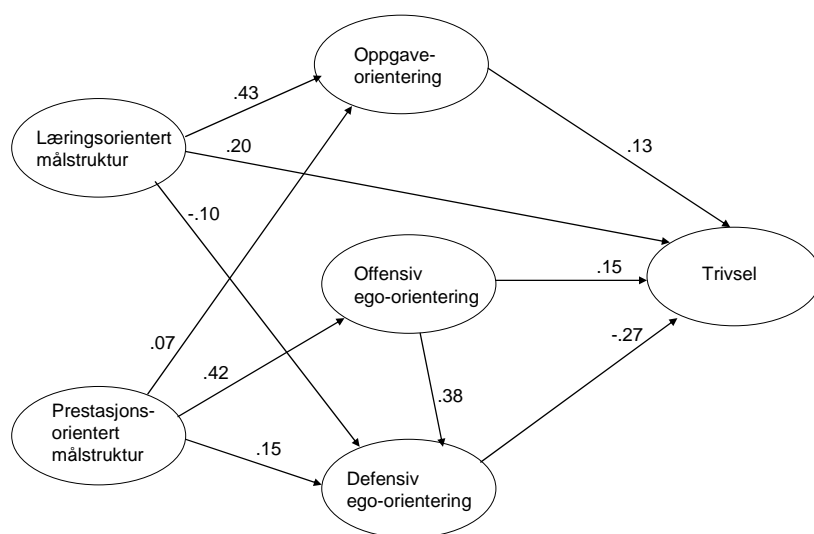 Oppgave-
orientering
.43
Læringsorientert
målstruktur
.20
.13
-.10
Offensiv
ego-orientering
.15
Trivsel
.07
.42
-.27
.38
Prestasjons-
orientert
målstruktur
.15
Defensiv
ego-orientering